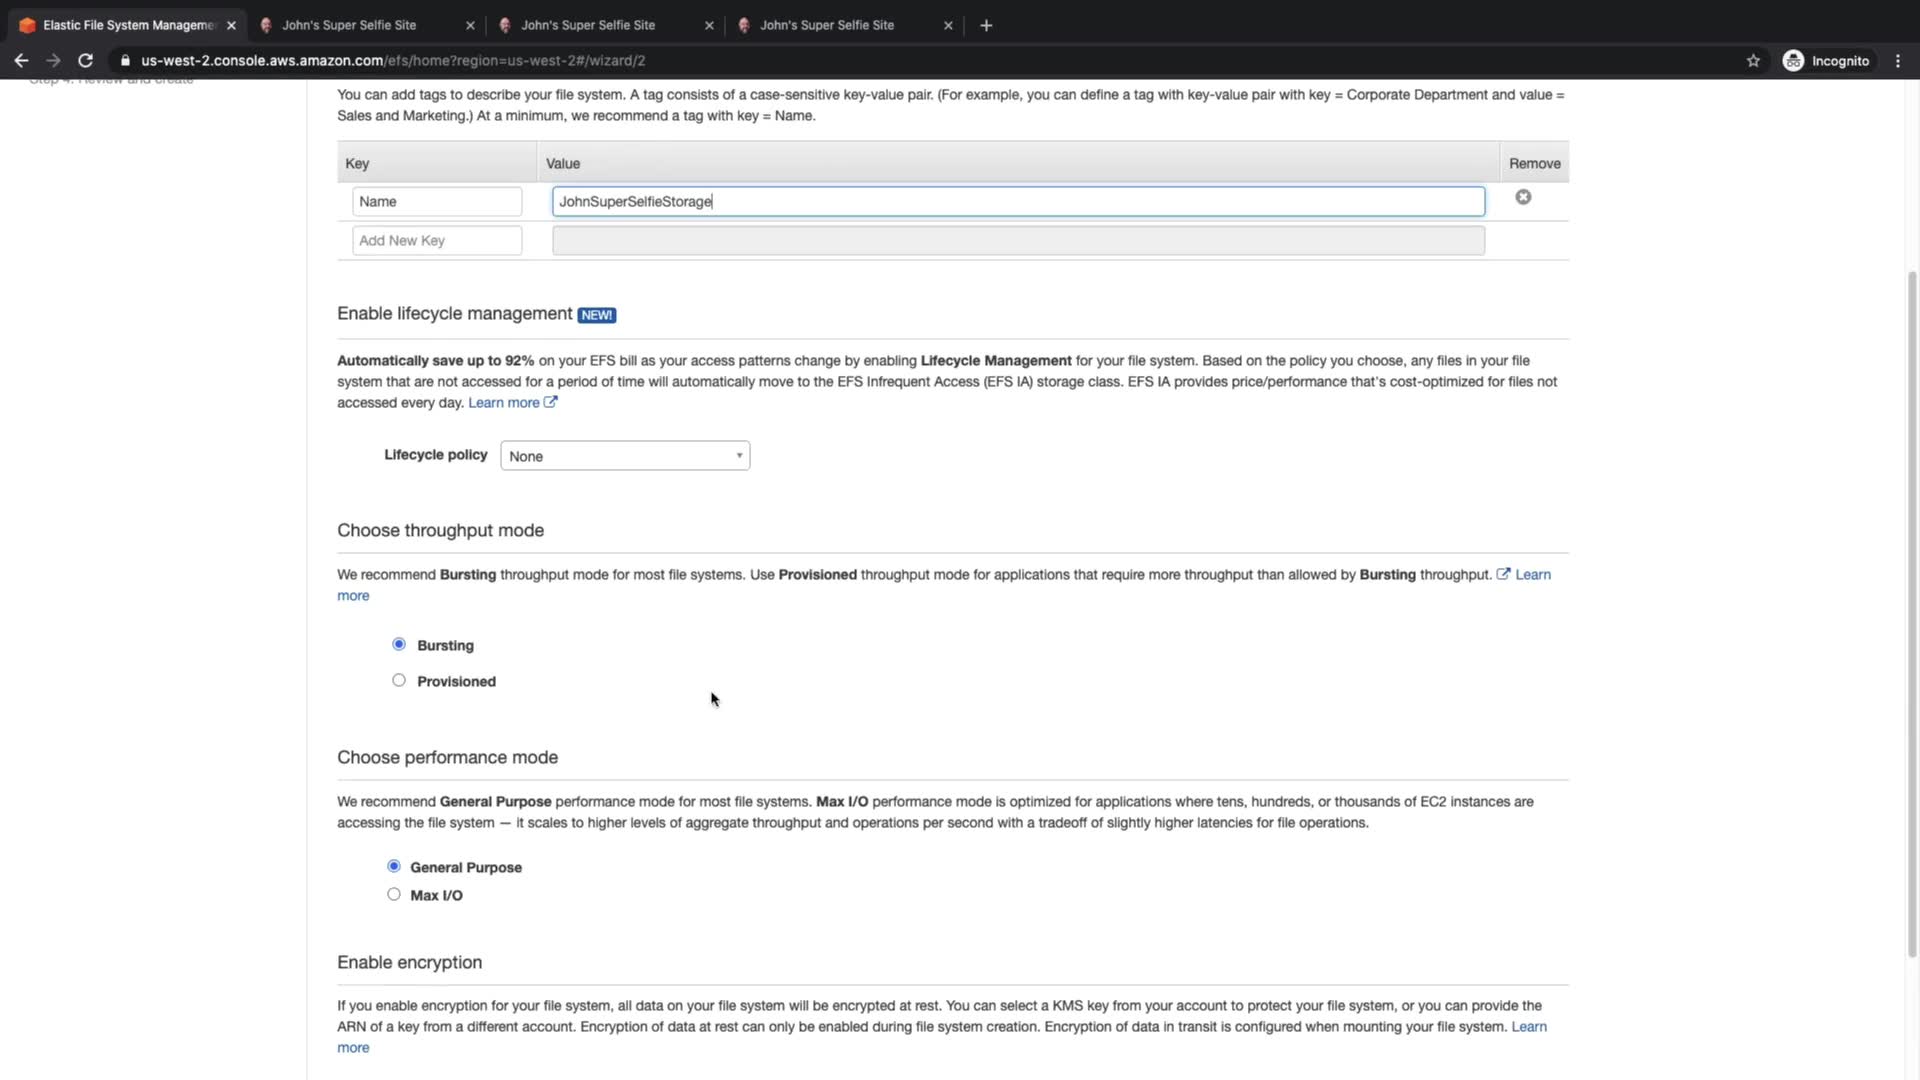 Elastic File System Manageme
John's Super Selfie Site
John's Super Selfie Site
John's Super Selfie Site
us-west-2.console.aws.amazon.com/efs/home?region=us-west-2#/wizard/2
Incognito
Step 4: Review and create
You can add tags to describe your file system. A tag consists of a case-sensitive key-value pair. (For example, you can define a tag with key-value pair with key = Corporate Department and value =
Sales and Marketing.) At a minimum, we recommend a tag with key = Name.
Key Value Remove
Name JohnSuperSelfieStorage
Add New Key
Enable lifecycle management NEW!
Automatically save up to 92% on your EFS bill as your access patterns change by enabling Lifecycle Management for your file system. Based on the policy you choose, any files in your file
system that are not accessed for a period of time will automatically move to the EFS Infrequent Access (EFS IA) storage class. EFS IA provides price/performance that's cost-optimized for files not
accessed every day. Learn more
Lifecycle policy None
Choose throughput mode
We recommend Bursting throughput mode for most file systems. Use Provisioned throughput mode for applications that require more throughput than allowed by Bursting throughput. Learn
more
Bursting
Provisioned
Choose performance mode
We recommend General Purpose performance mode for most file systems. Max I/O performance mode is optimized for applications where tens, hundreds, or thousands of EC2 instances are
accessing the file system — it scales to higher levels of aggregate throughput and operations per second with a tradeoff of slightly higher latencies for file operations.
General Purpose
Max I/O
Enable encryption
If you enable encryption for your file system, all data on your file system will be encrypted at rest. You can select a KMS key from your account to protect your file system, or you can provide the
ARN of a key from a different account. Encryption of data at rest can only be enabled during file system creation. Encryption of data in transit is configured when mounting your file system. Learn
more